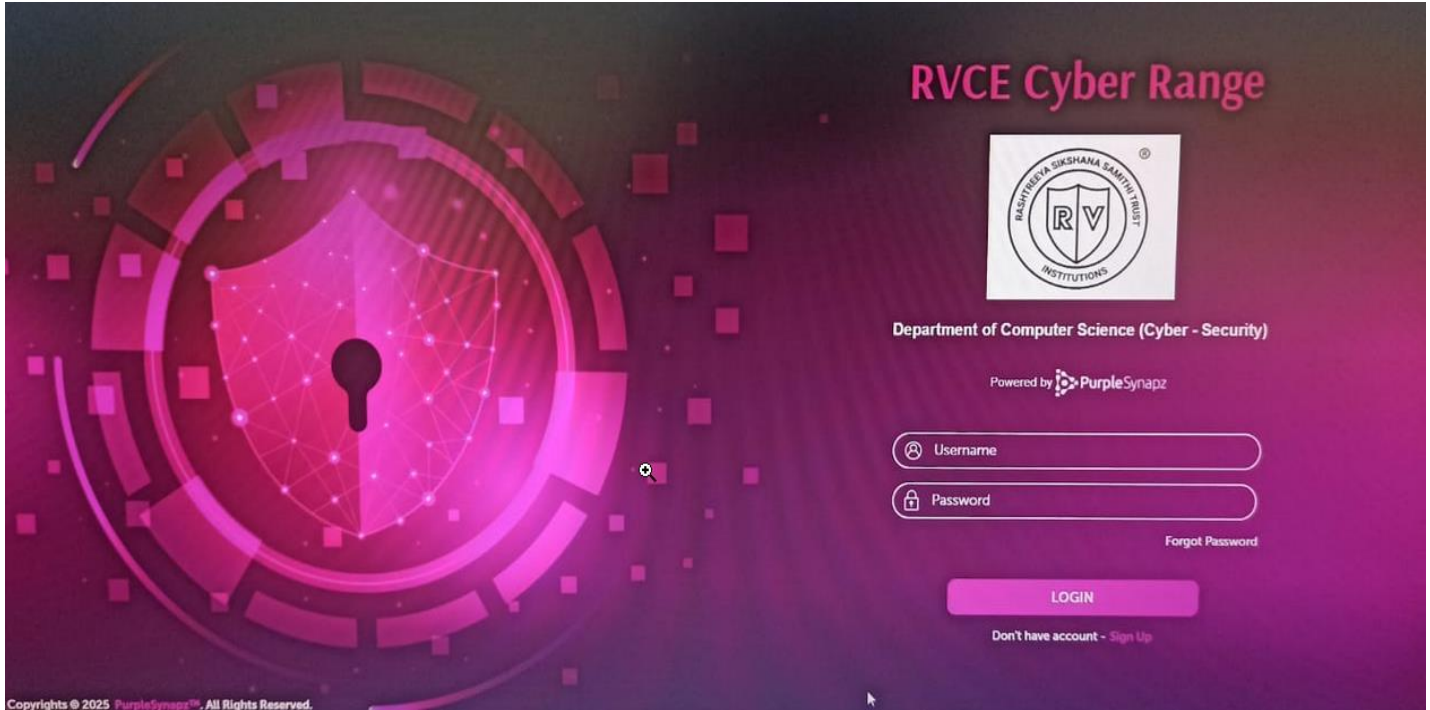 RVCE Cyber Range
®
RASHTREEYA SIKSHANA SAMITHI TRUST
RV
INSTITUTIONS
Department of Computer Science (Cyber - Security)
Powered by PurpleSynapz
Username
Password
Forgot Password
LOGIN
Don't have account - Sign Up
Copyrights © 2025 PurpleSynapz™. All Rights Reserved.